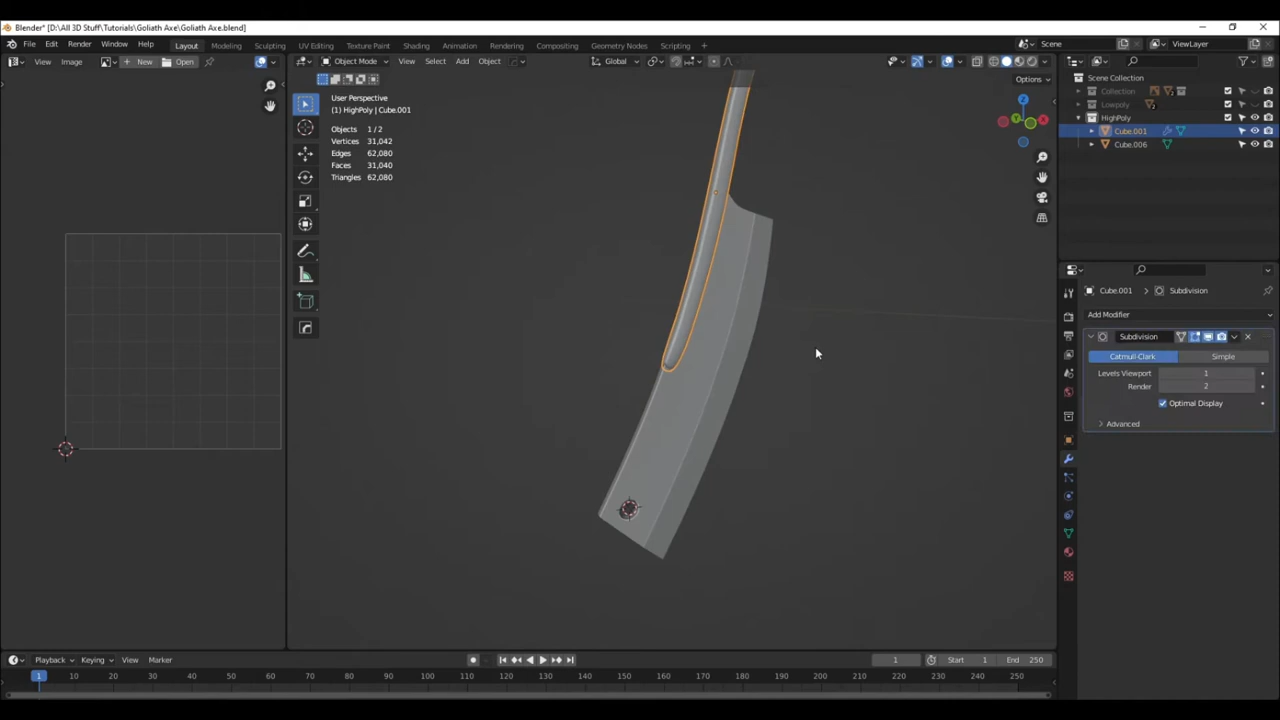 Blender* [D:\All 3D Stuff\Tutorials\Goliath Axe\Goliath Axe.blend]
File Edit Render Window Help Layout Modeling Sculpting UV Editing Texture Paint Shading Animation Rendering Compositing Geometry Nodes Scripting + Scene ViewLayer
View Image + New Open Object Mode View Select Add Object Global
Options
User Perspective
(1) HighPoly | Cube.001
Objects 1 / 2
Vertices 31,042
Edges 62,080
Faces 31,040
Triangles 62,080
Z
Y
X
Scene Collection
Collection
Lowpoly
HighPoly
Cube.001
Cube.006
Cube.001 > Subdivision
Add Modifier
Subdivision
Catmull-Clark Simple
Levels Viewport 1
Render 2
Optimal Display
Advanced
Playback Keying View Marker 1 Start 1 End 250
1 10 20 30 40 50 60 70 80 90 100 110 120 130 140 150 160 170 180 190 200 210 220 230 240 250